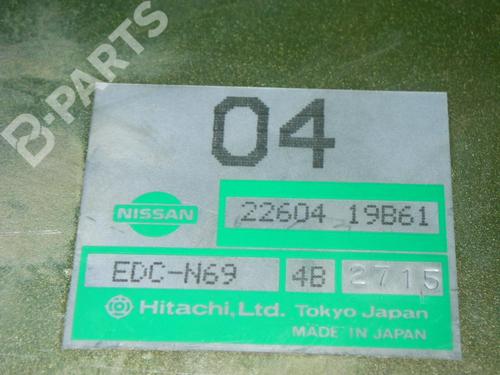 B-PARTS
04
NISSAN
22604 19B61
EDC-N69 4B 2715
Hitachi, Ltd. Tokyo Japan
MADE IN JAPAN